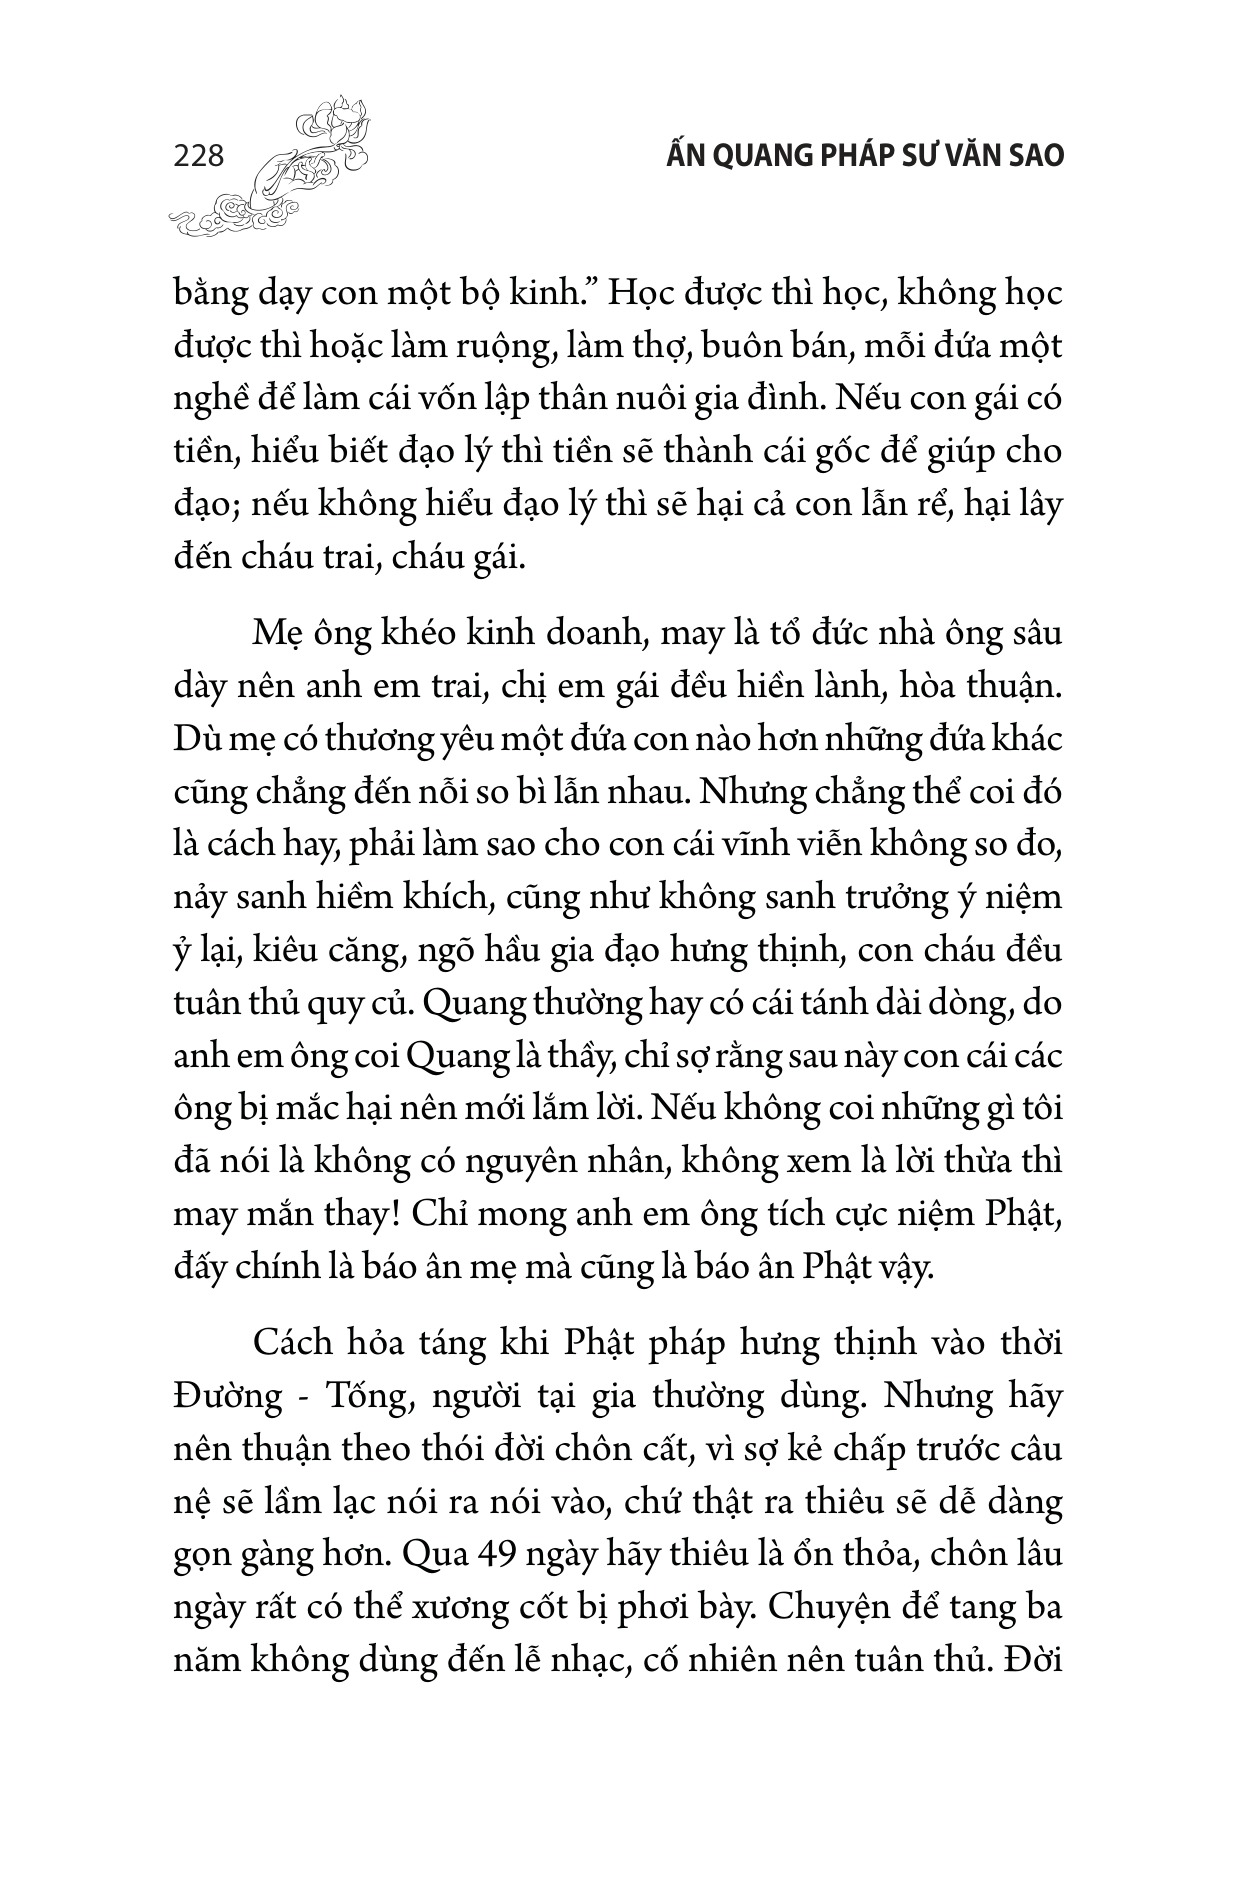 228
ẤN QUANG PHÁP SƯ VĂN SAO
bằng dạy con một bộ kinh.” Học được thì học, không học
được thì hoặc làm ruộng, làm thợ, buôn bán, mỗi đứa một
nghề để làm cái vốn lập thân nuôi gia đình. Nếu con gái có
tiền, hiểu biết đạo lý thì tiền sẽ thành cái gốc để giúp cho
đạo; nếu không hiểu đạo lý thì sẽ hại cả con lẫn rể, hại lây
đến cháu trai, cháu gái.
Mẹ ông khéo kinh doanh, may là tổ đức nhà ông sâu
dày nên anh em trai, chị em gái đều hiền lành, hòa thuận.
Dù mẹ có thương yêu một đứa con nào hơn những đứa khác
cũng chẳng đến nỗi so bì lẫn nhau. Nhưng chẳng thể coi đó
là cách hay, phải làm sao cho con cái vĩnh viễn không so đo,
nảy sanh hiềm khích, cũng như không sanh trưởng ý niệm
ỷ lại, kiêu căng, ngõ hầu gia đạo hưng thịnh, con cháu đều
tuân thủ quy củ. Quang thường hay có cái tánh dài dòng, do
anh em ông coi Quang là thầy, chỉ sợ rằng sau này con cái các
ông bị mắc hại nên mới lắm lời. Nếu không coi những gì tôi
đã nói là không có nguyên nhân, không xem là lời thừa thì
may mắn thay! Chỉ mong anh em ông tích cực niệm Phật,
đấy chính là báo ân mẹ mà cũng là báo ân Phật vậy.
Cách hỏa táng khi Phật pháp hưng thịnh vào thời
Đường - Tống, người tại gia thường dùng. Nhưng hãy
nên thuận theo thói đời chôn cất, vì sợ kẻ chấp trước câu
nệ sẽ lầm lạc nói ra nói vào, chứ thật ra thiêu sẽ dễ dàng
gọn gàng hơn. Qua 49 ngày hãy thiêu là ổn thỏa, chôn lâu
ngày rất có thể xương cốt bị phơi bày. Chuyện để tang ba
năm không dùng đến lễ nhạc, cố nhiên nên tuân thủ. Đời